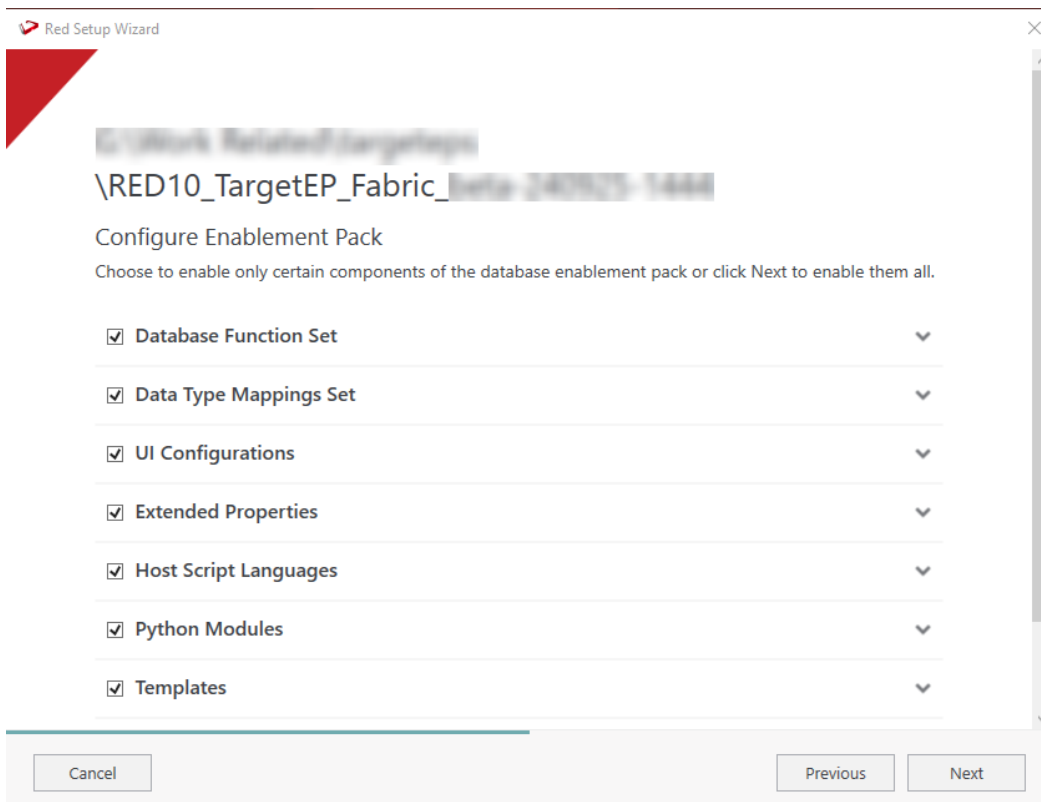 Red Setup Wizard
\RED10_TargetEP_Fabric_
Configure Enablement Pack
Choose to enable only certain components of the database enablement pack or click Next to enable them all.
Database Function Set
Data Type Mappings Set
UI Configurations
Extended Properties
Host Script Languages
Python Modules
Templates
Cancel
Previous
Next